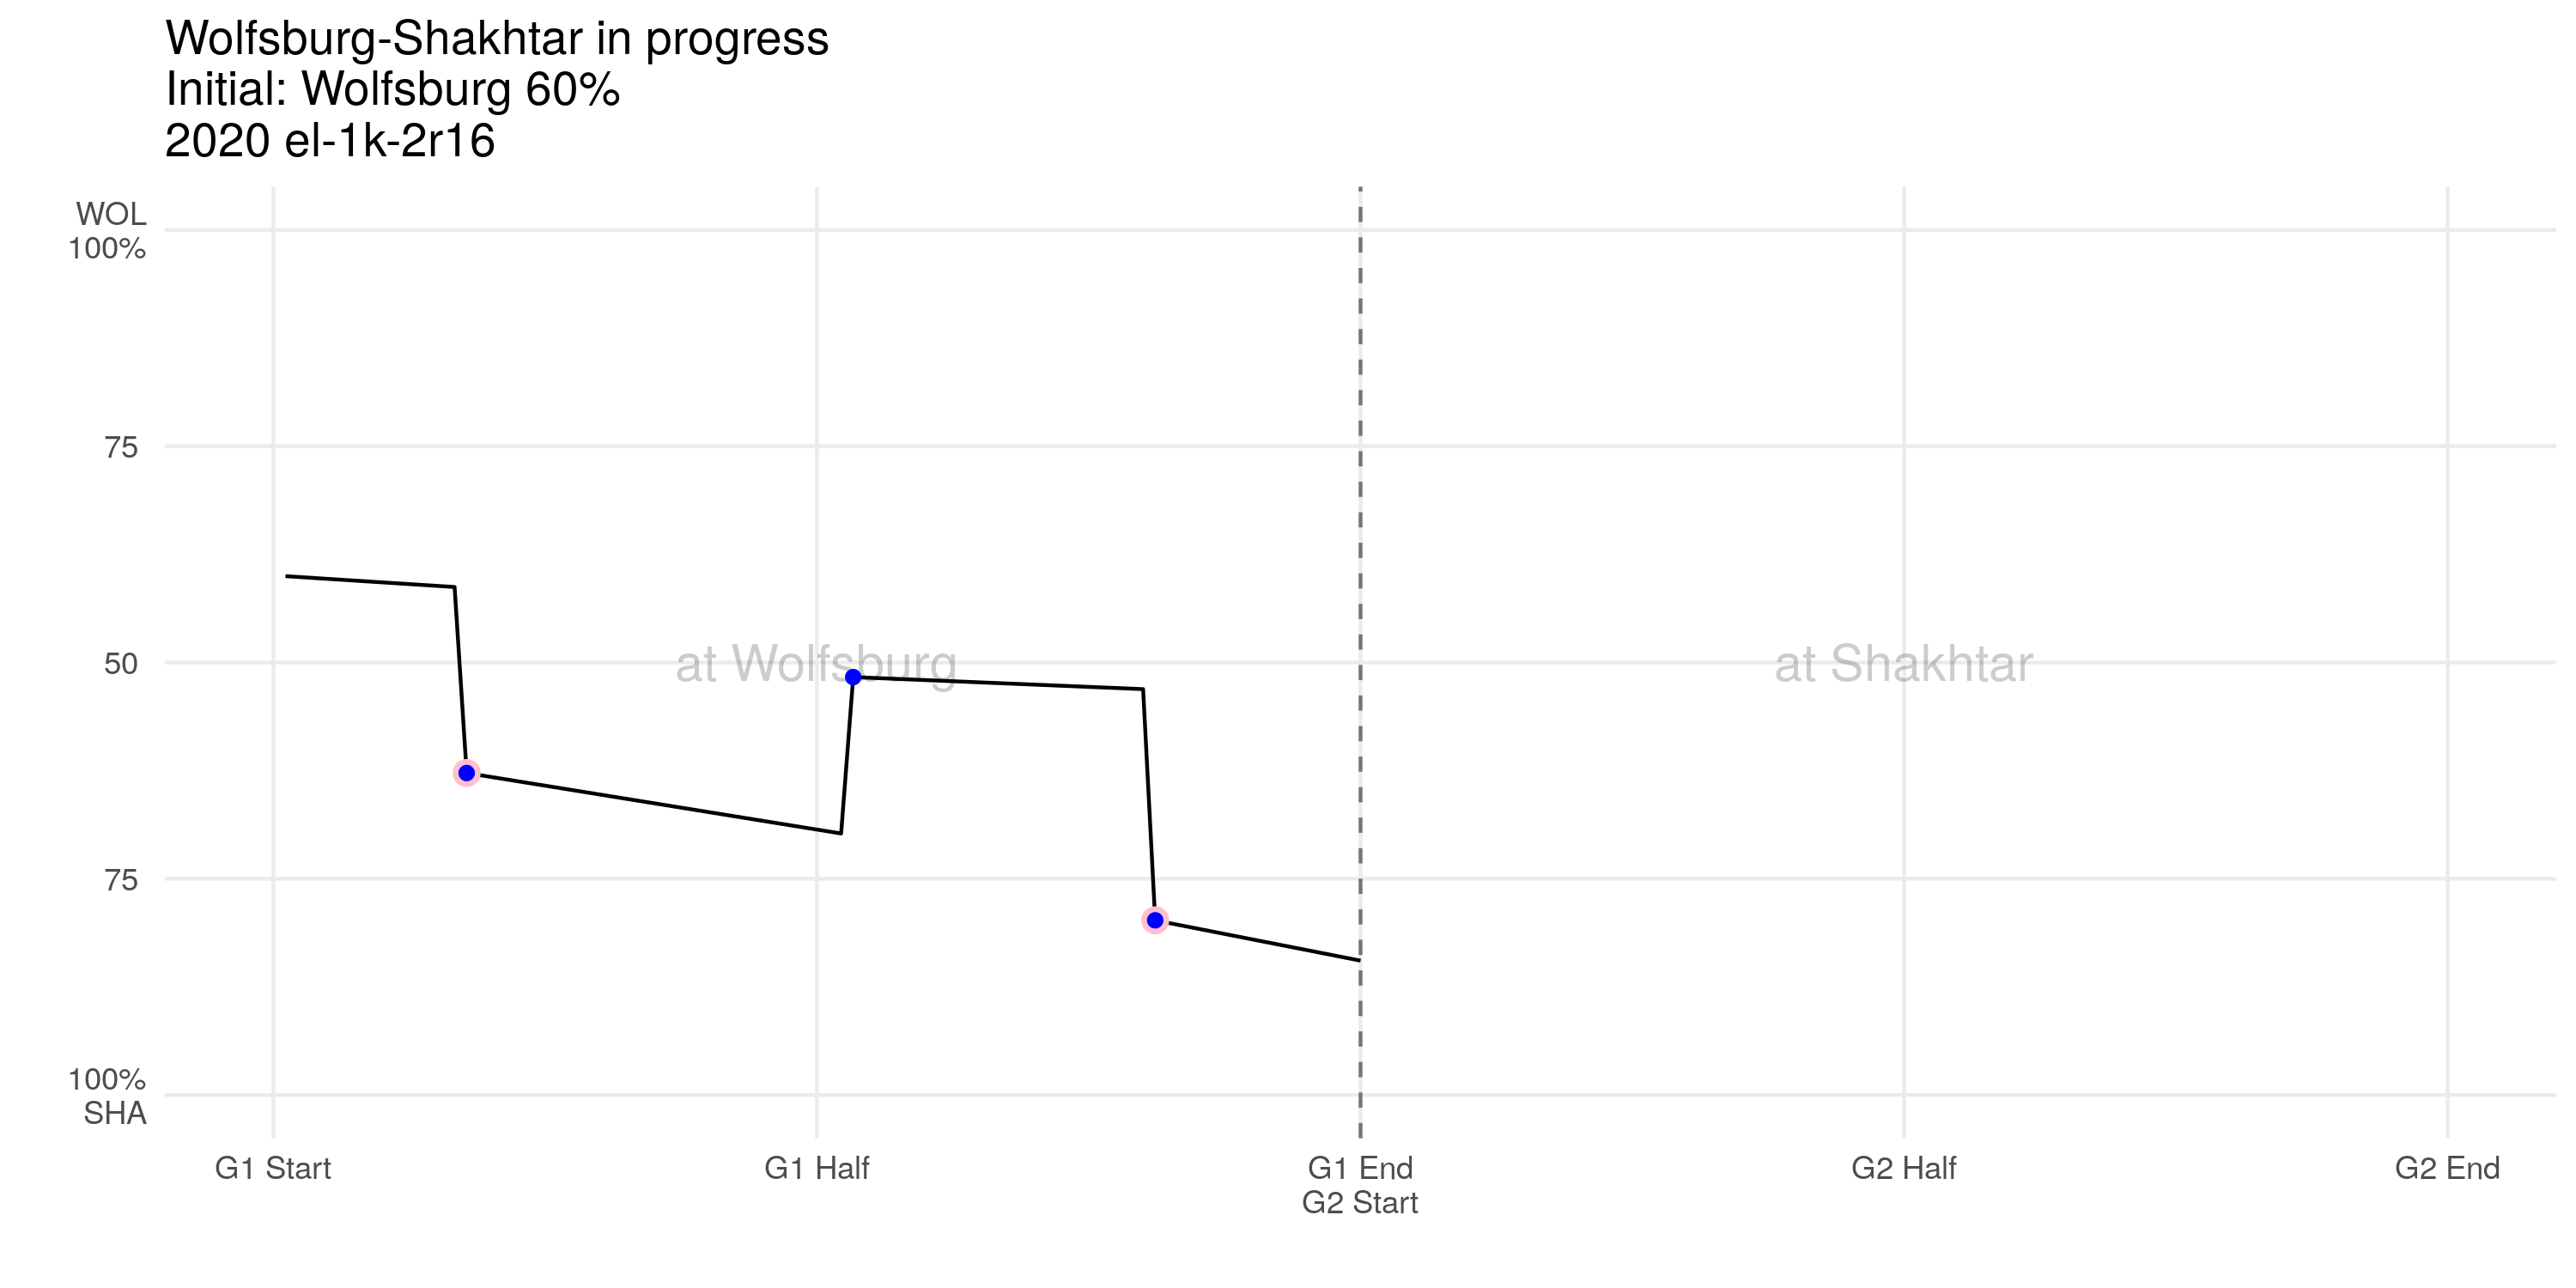 Wolfsburg-Shakhtar in progress
Initial: Wolfsburg 60%
2020 el-1k-2r16
WOL
100%
75
50
75
100%
SHA
at Wolfsburg
at Shakhtar
G1 Start
G1 Half
G1 End
G2 Start
G2 Half
G2 End